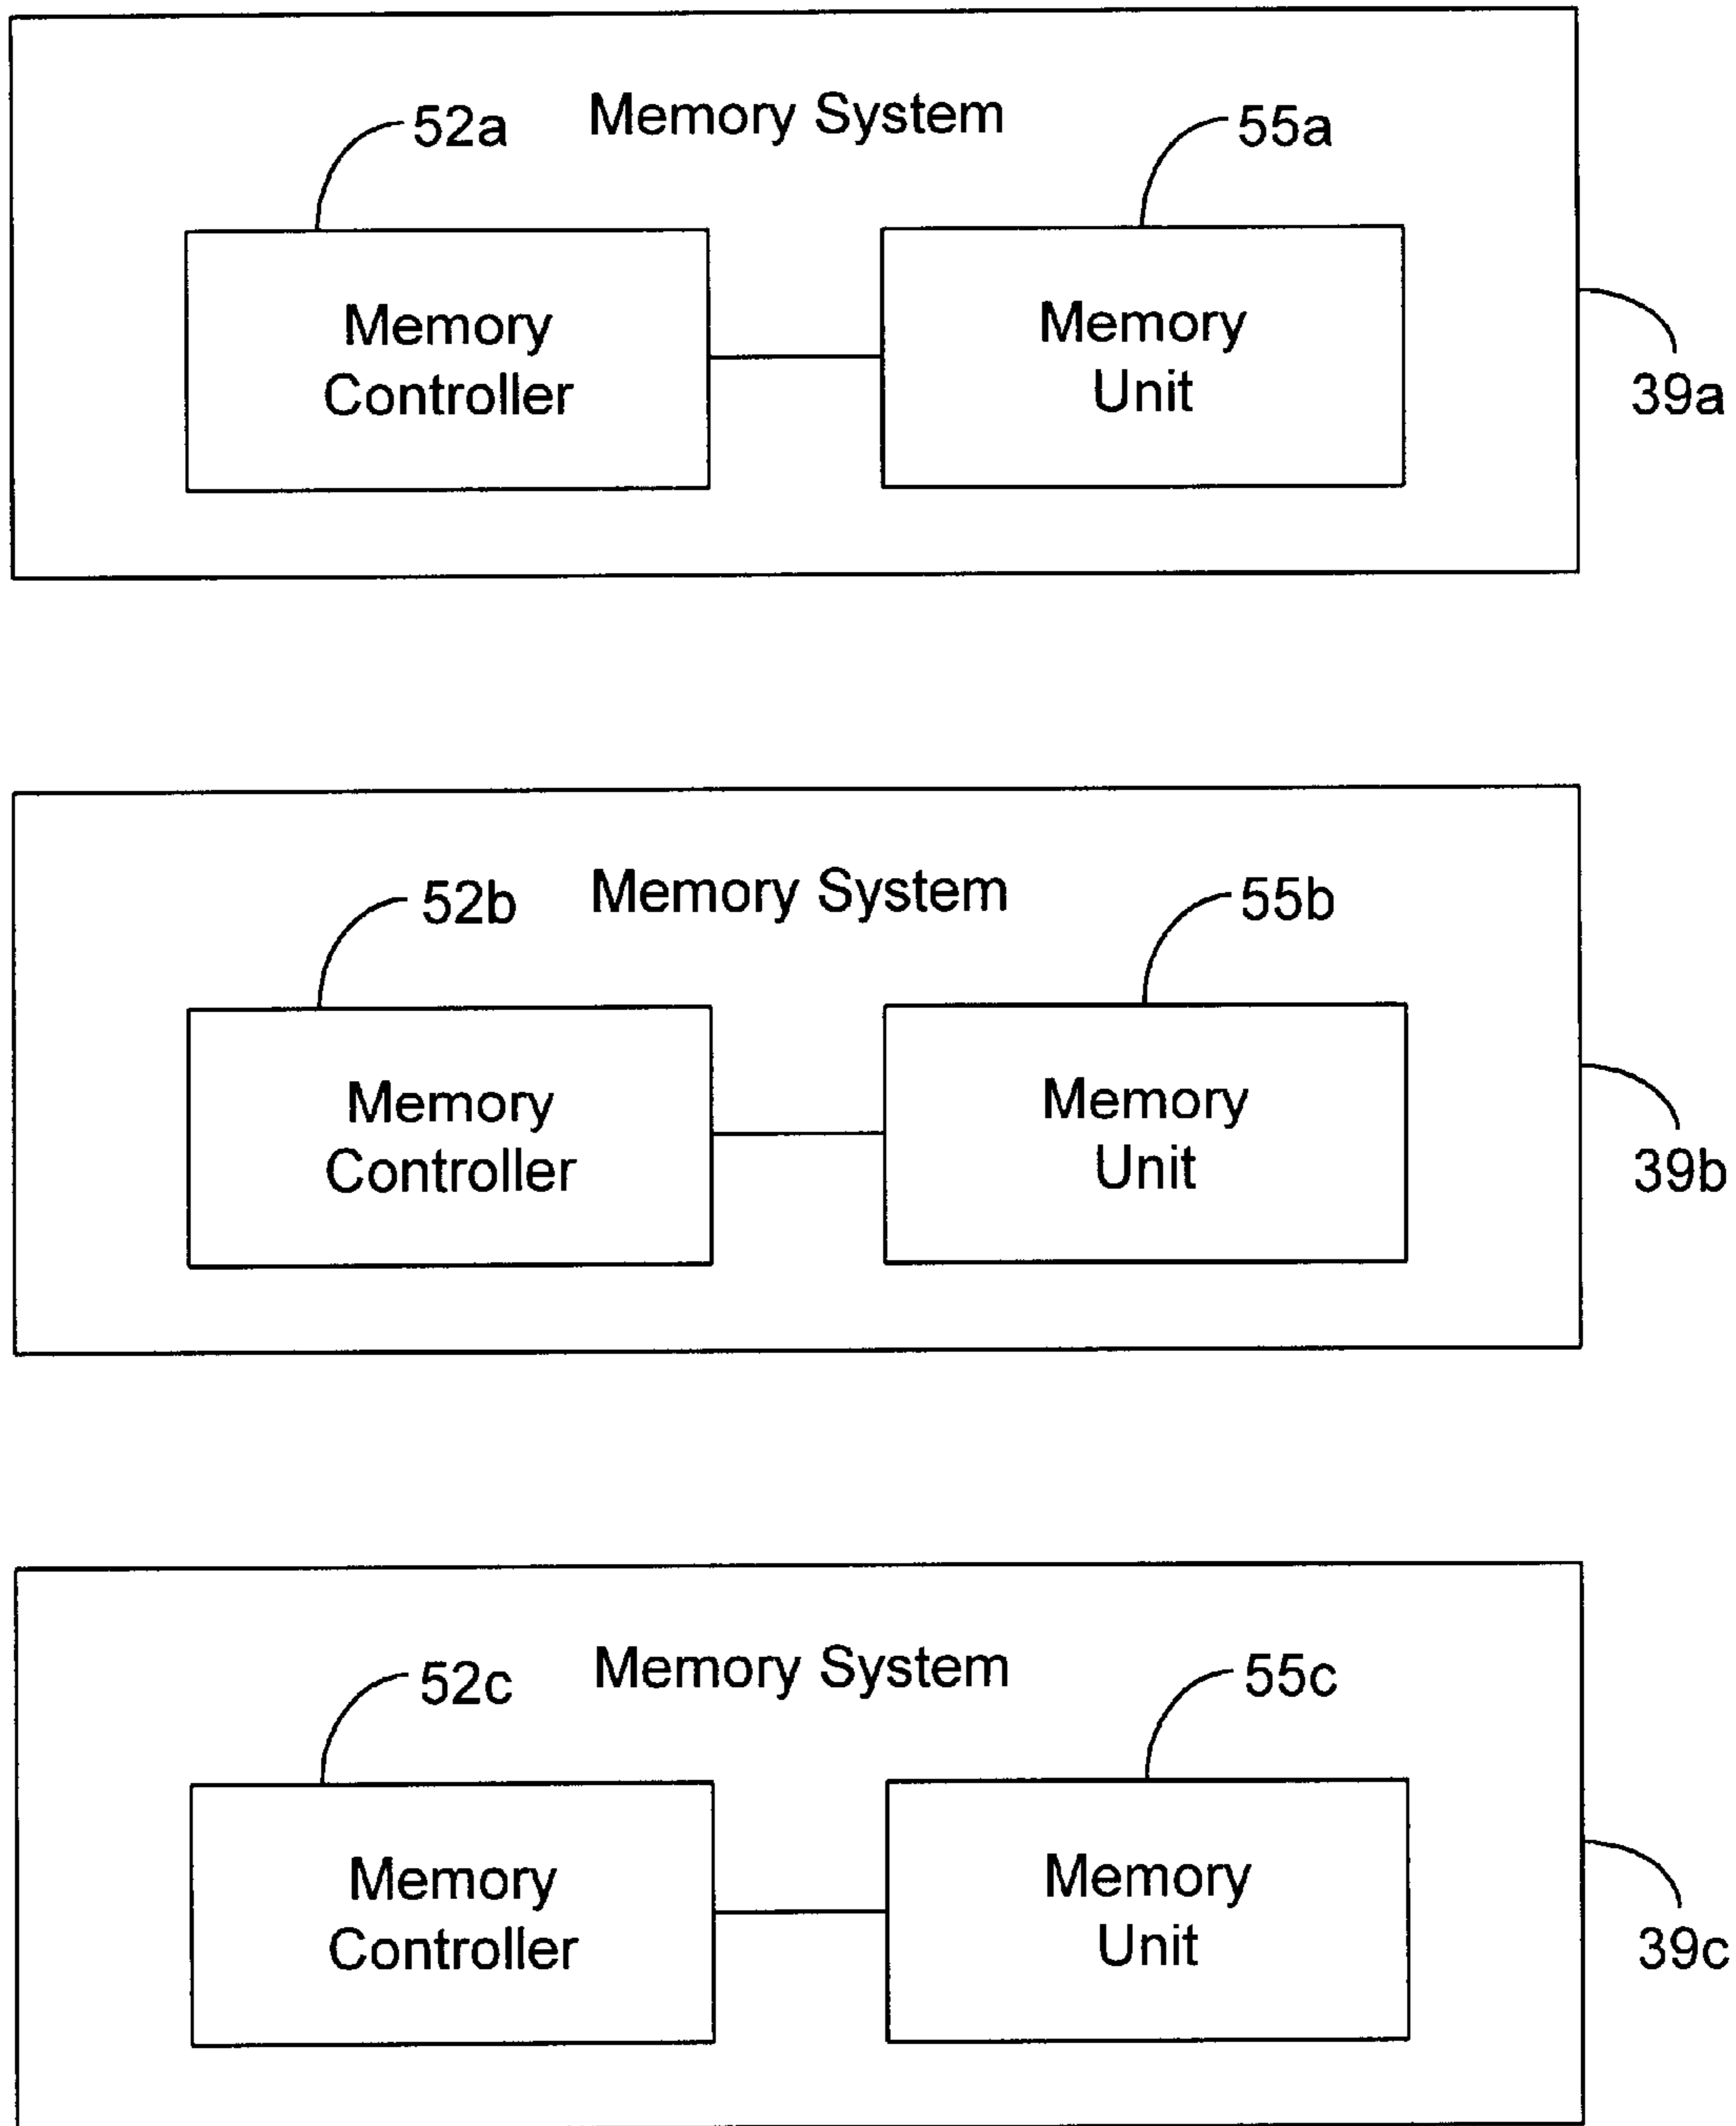 Memory System
52a
55a
Memory
Controller
Memory
Unit
39a
Memory System
52b
55b
Memory
Controller
Memory
Unit
39b
Memory System
52c
55c
Memory
Controller
Memory
Unit
39c